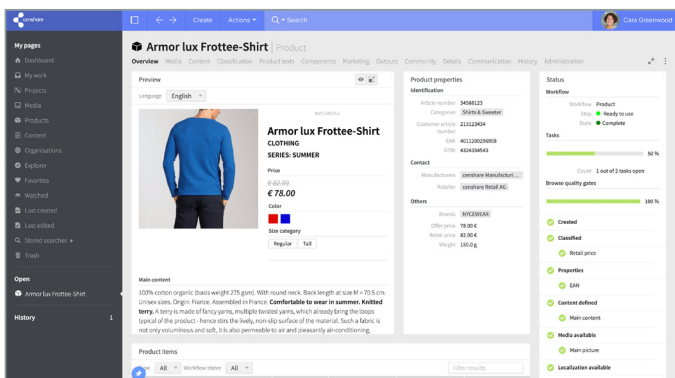 censhare
Create
Actions
Search
Cara Greenwood
My pages
Dashboard
My work
Projects
Media
Products
Content
Organisations
Explorer
Favorites
Watched
Last created
Last edited
Stored searches
Trash
Open
Armor lux Frottee-Shirt
History 1
Armor lux Frottee-Shirt | Product
Overview Media Content Classification Product texts Components Marketing Outputs Community Details Communication History Administration
Preview
Language English
NYCEWEAR
Armor lux Frottee-Shirt
CLOTHING
SERIES: SUMMER
Price
€ 82.00
€ 78.00
Color
Size category
Regular Tall
Main content
100% cotton organic (basis weight 275 gsm). With round neck. Back length at size M = 70.5 cm.
Unisex sizes. Origin: France. Assembled in France. Comfortable to wear in summer. Knitted
terry. A terry is made of fancy yarns, multiple twisted yarns, which already bring the loops
typical of the product - hence stirs the lively, non-slip surface of the material. Such a fabric is
not only voluminous and soft, it is also permeable to air and pleasantly air-conditioning.
Product items
All Workflow states All
Filter results
Product properties
Identification
Article number 34568123
Categories Shirts & Sweater
Customer article number 213123434
EAN 4011200296908
GTIN 4324354543
Contact
Manufacturers censhare Manufacturi...
Retailer censhare Retail AG
Others
Brands NYCEWEAR
Offer price 78.00 €
Retail price 82.00 €
Weight 150.0 g
Status
Workflow
Workflow Product
Step Ready to use
State Complete
Tasks
50 %
Count 1 out of 2 tasks open
Browse quality gates
100 %
Created
Classified
Retail price
Properties
EAN
Content defined
Main content
Media available
Main picture
Localization available